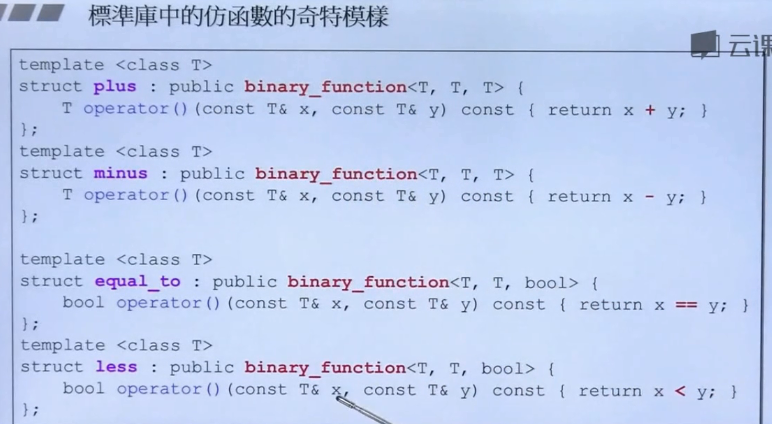 標準庫中的仿函數的奇特模樣
云课
template <class T>
struct plus : public binary_function<T, T, T> {
    T operator()(const T& x, const T& y) const { return x + y; }
};
template <class T>
struct minus : public binary_function<T, T, T> {
    T operator()(const T& x, const T& y) const { return x - y; }
};
template <class T>
struct equal_to : public binary_function<T, T, bool> {
    bool operator()(const T& x, const T& y) const { return x == y; }
};
template <class T>
struct less : public binary_function<T, T, bool> {
    bool operator()(const T& x, const T& y) const { return x < y; }
};